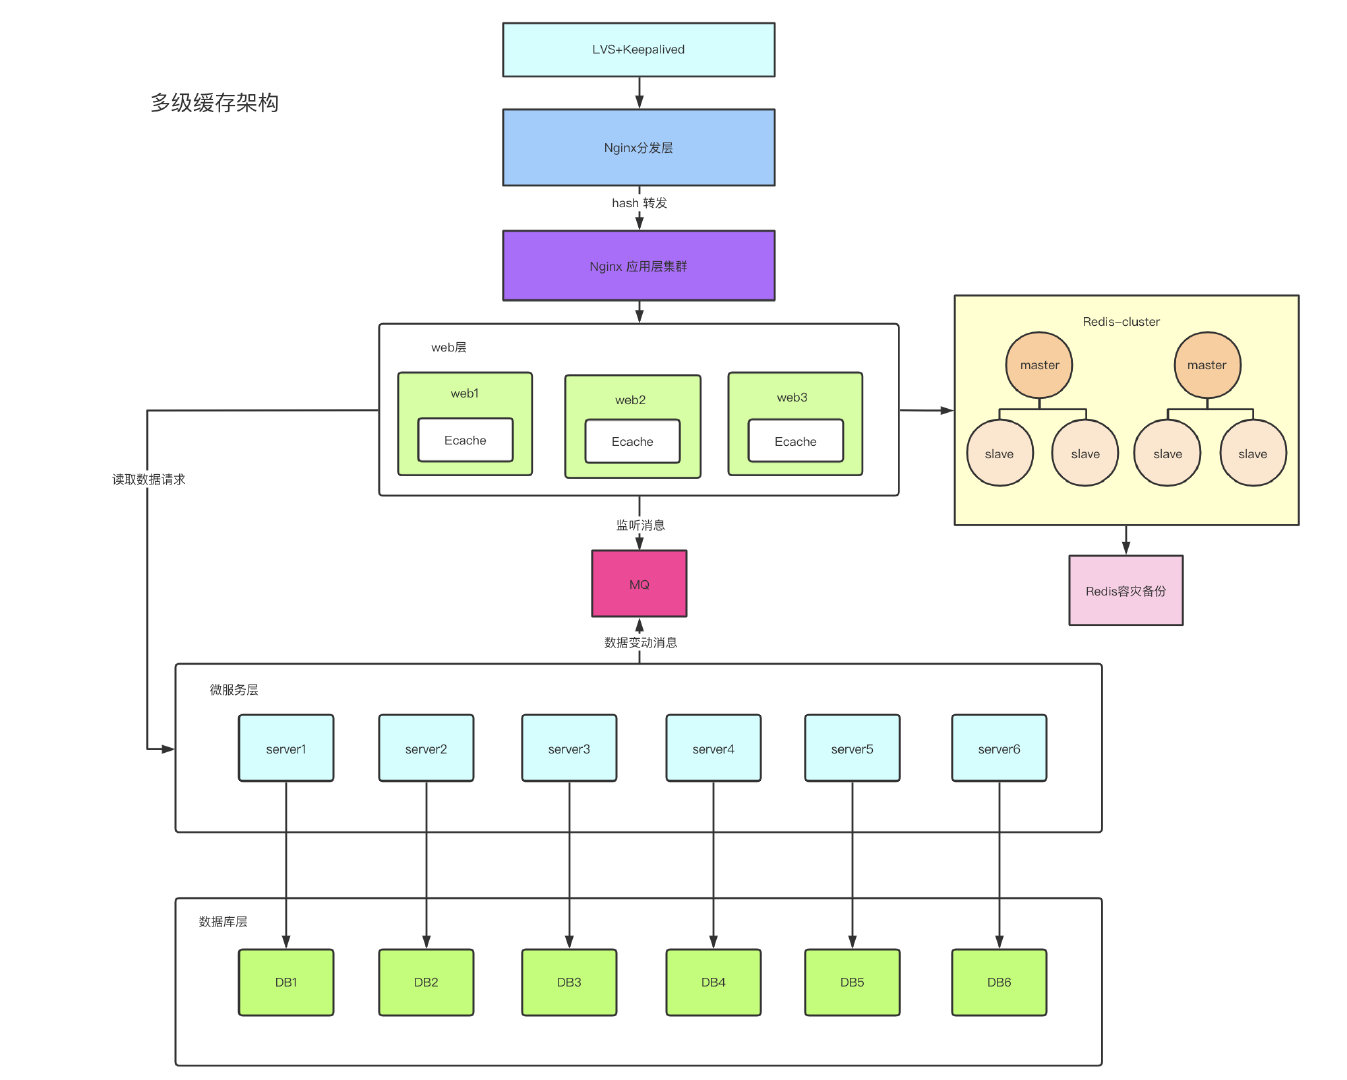 LVS+Keepalived
多级缓存架构
Nginx分发层
hash 转发
Nginx 应用层集群
web层
web1
Ecache
web2
Ecache
web3
Ecache
Redis-cluster
master
master
slave
slave
slave
slave
读取数据请求
监听消息
MQ
Redis容灾备份
数据变动消息
微服务层
server1
server2
server3
server4
server5
server6
数据库层
DB1
DB2
DB3
DB4
DB5
DB6